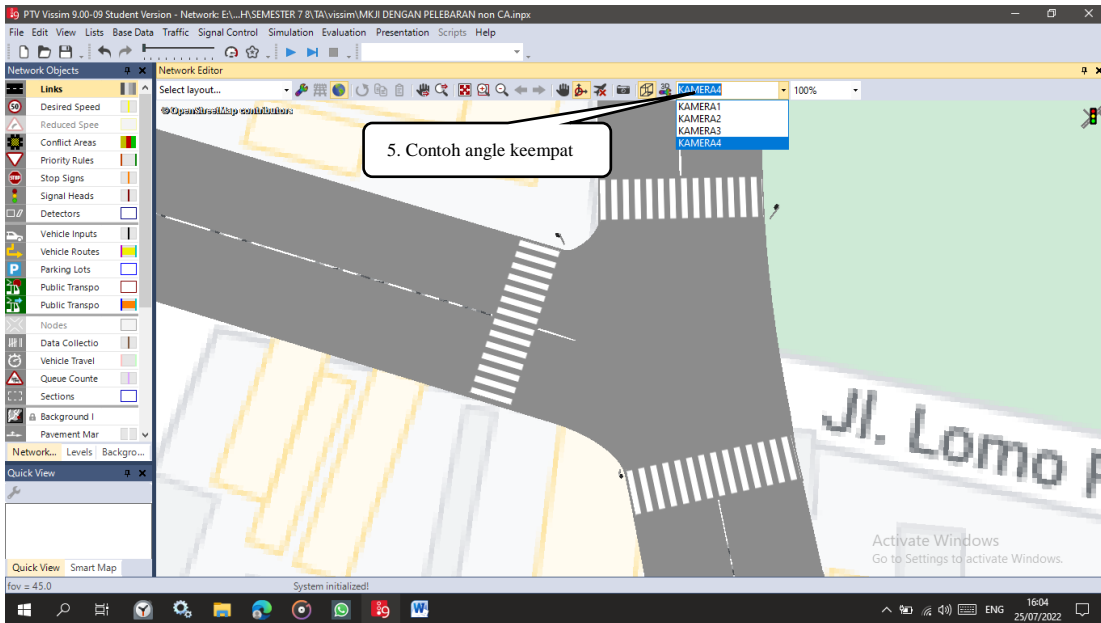 PTV Vissim 9.00-09 Student Version - Network: E:\...H\SEMESTER 7 8\TA\vissim\MKJI DENGAN PELEBARAN non CA.inpx
File Edit View Lists Base Data Traffic Signal Control Simulation Evaluation Presentation Scripts Help
Network Objects
Network Editor
Select layout...
KAMERA4
100%
KAMERA1
KAMERA2
KAMERA3
KAMERA4
© OpenStreetMap contributors
5. Contoh angle keempat
Links
Desired Speed
Reduced Spee
Conflict Areas
Priority Rules
Stop Signs
Signal Heads
Detectors
Vehicle Inputs
Vehicle Routes
Parking Lots
Public Transpo
Public Transpo
Nodes
Data Collectio
Vehicle Travel
Queue Counte
Sections
Background I
Pavement Mar
Network... Levels Backgro...
Quick View
Jl. Lomo
Activate Windows
Go to Settings to activate Windows.
Quick View Smart Map
fov = 45.0
System initialized!
ENG
16:04
25/07/2022